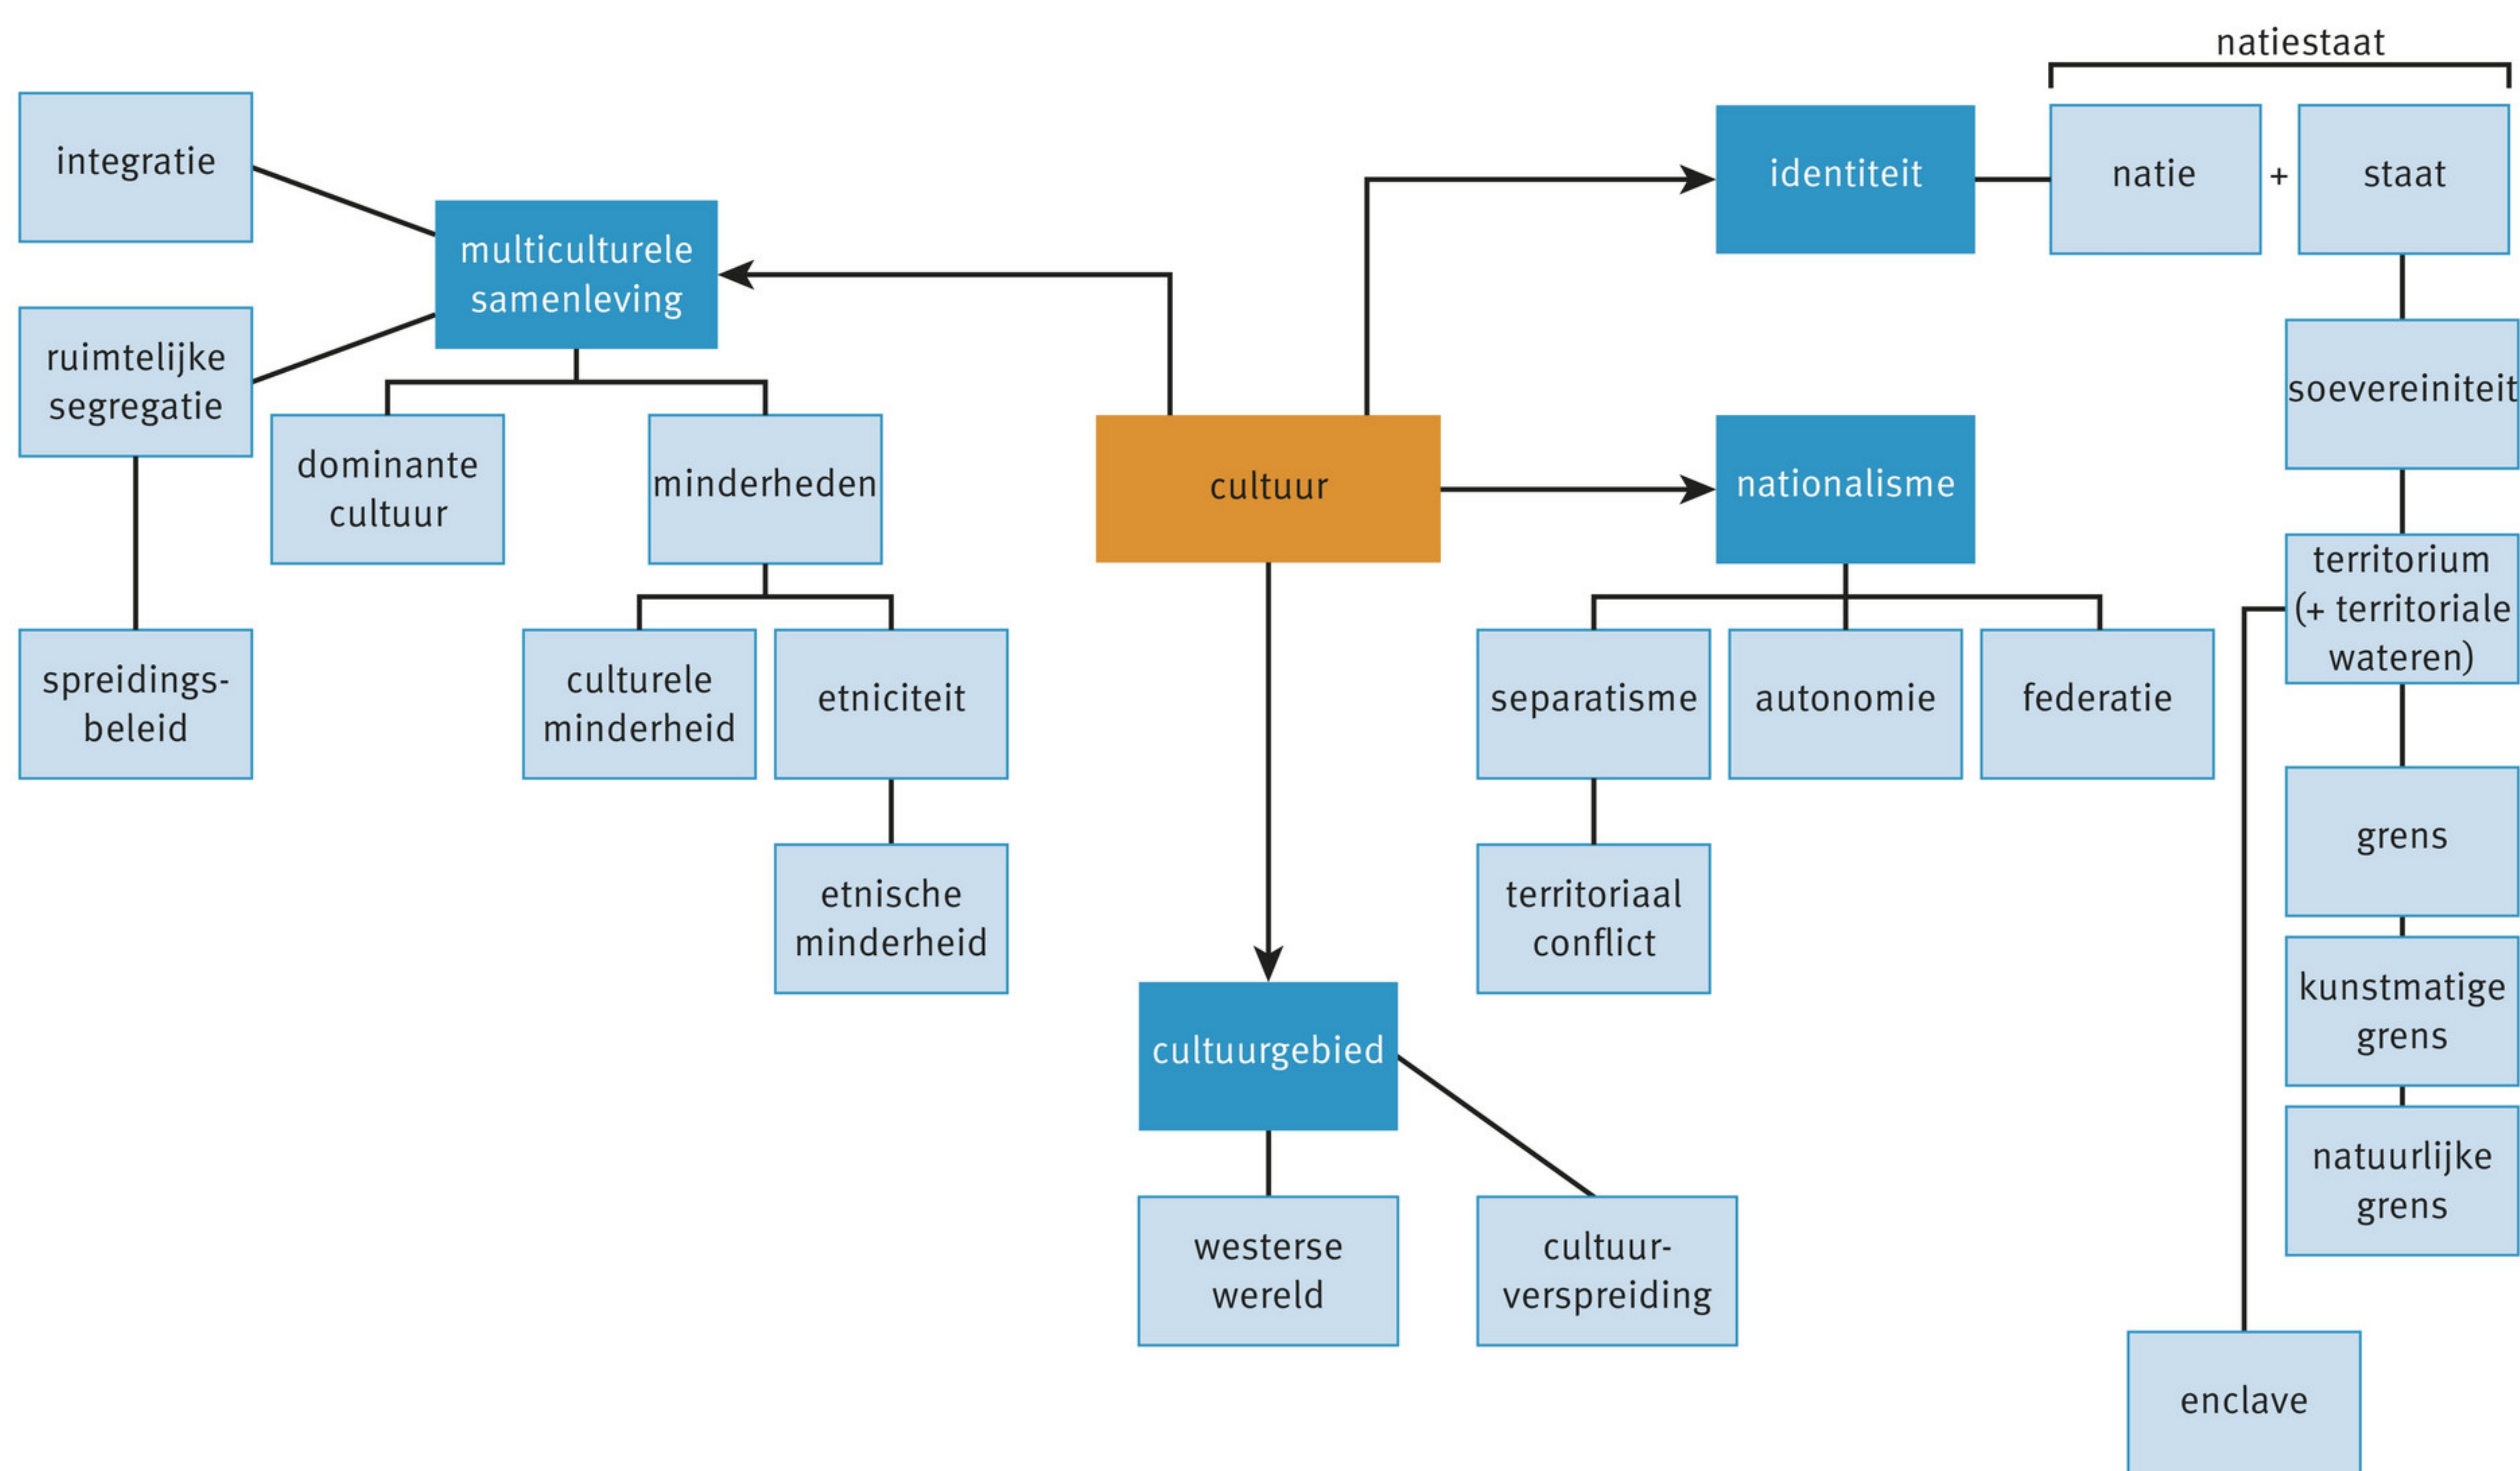 natiestaat
integratie
multiculturele
samenleving
identiteit
natie
+
staat
ruimtelijke
segregatie
soevereiniteit
dominante
cultuur
minderheden
cultuur
nationalisme
territorium
(+ territoriale
wateren)
spreidings-
beleid
culturele
minderheid
etniciteit
separatisme
autonomie
federatie
grens
etnische
minderheid
territoriaal
conflict
kunstmatige
grens
cultuurgebied
natuurlijke
grens
westerse
wereld
cultuur-
verspreiding
enclave